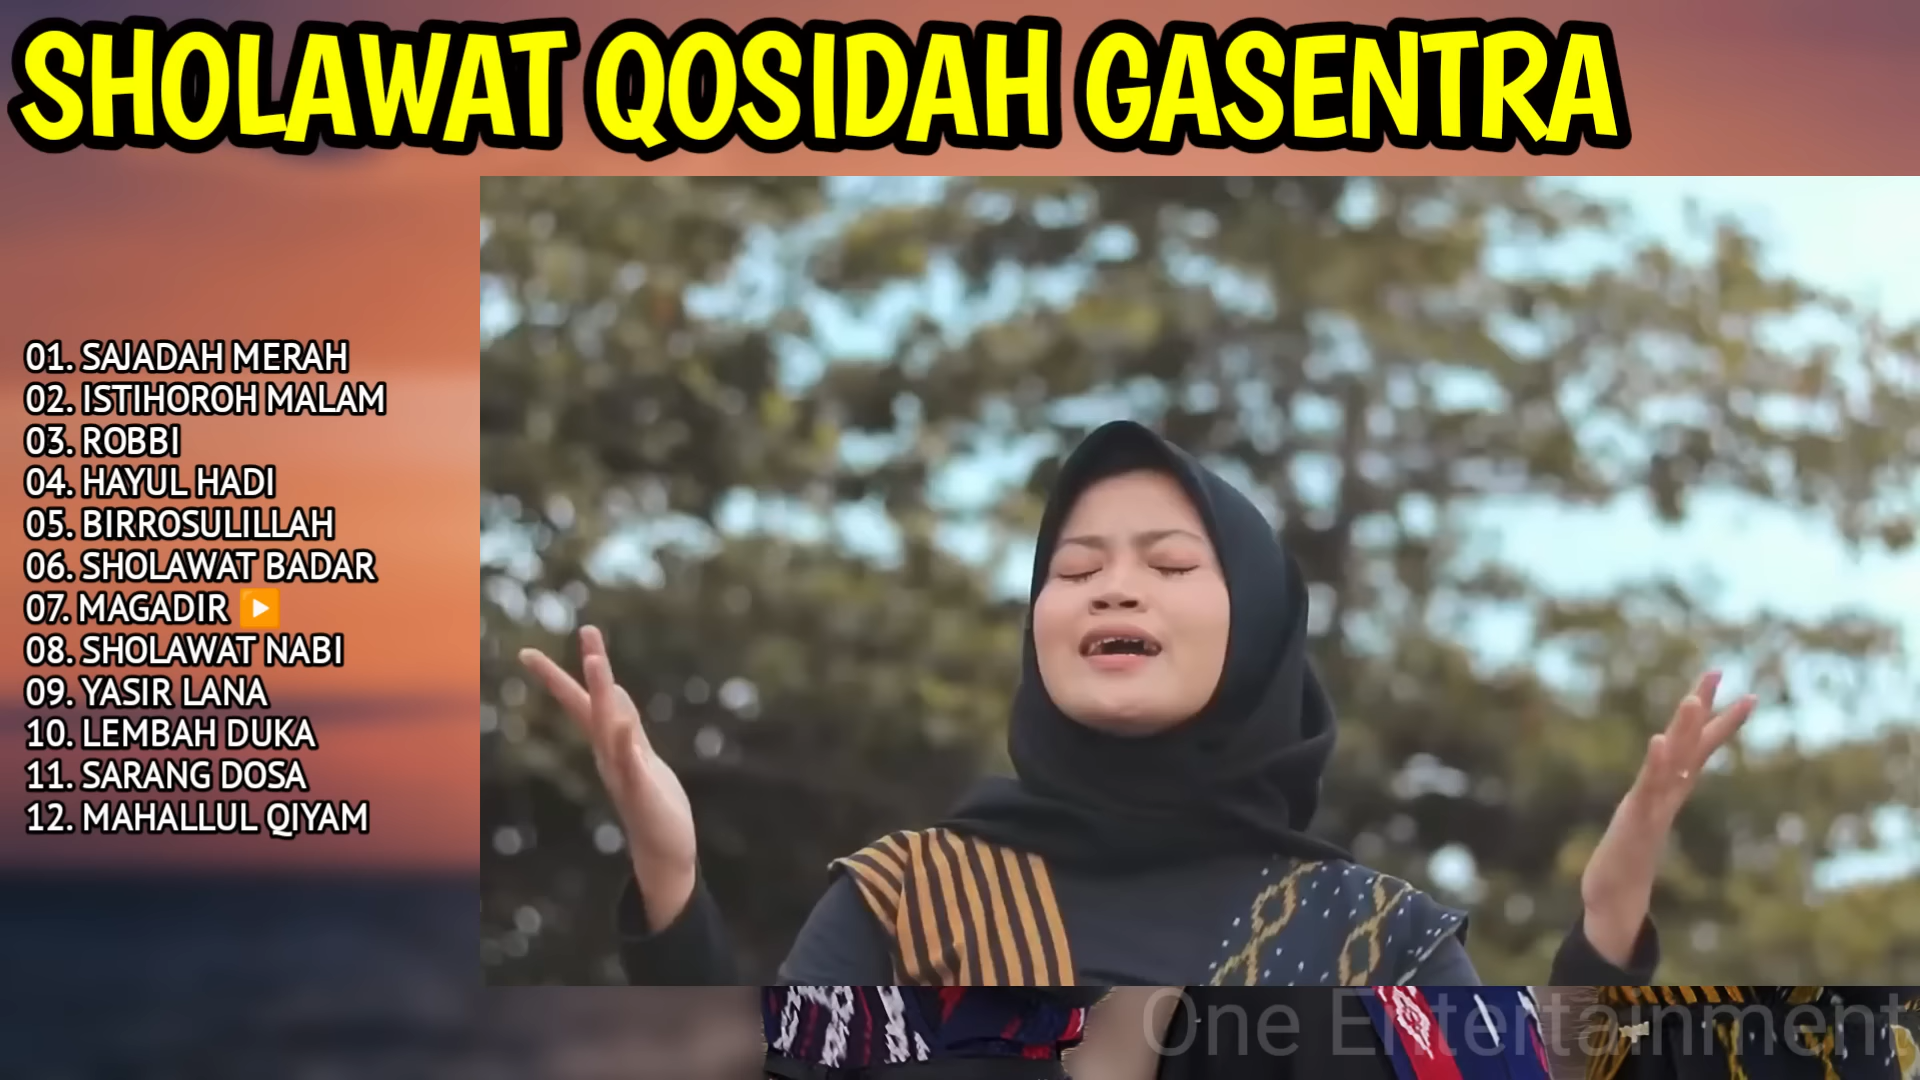 SHOLAWAT QOSIDAH GASENTRA
01. SAJADAH MERAH
02. ISTIHOROH MALAM
03. ROBBI
04. HAYUL HADI
05. BIRROSULILLAH
06. SHOLAWAT BADAR
07. MAGADIR ▶️
08. SHOLAWAT NABI
09. YASIR LANA
10. LEMBAH DUKA
11. SARANG DOSA
12. MAHALLUL QIYAM
One Entertainment